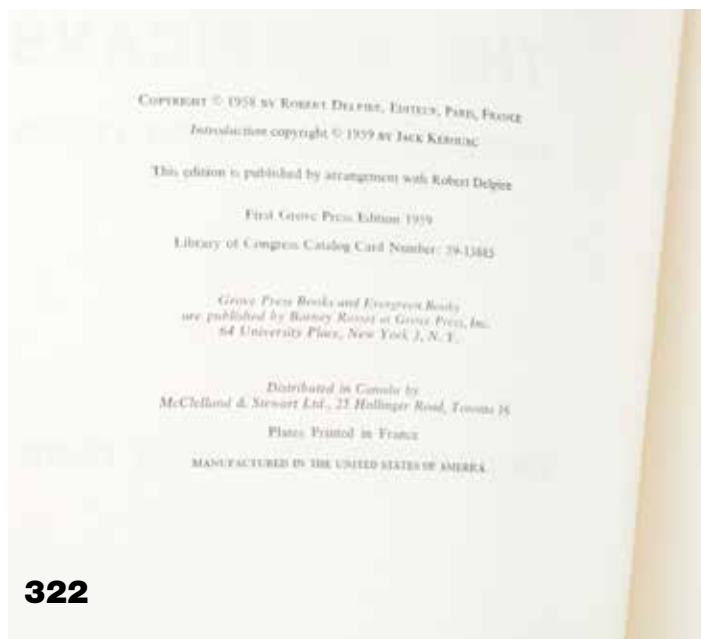 COPYRIGHT © 1958 BY ROBERT DELPIRE, EDITEUR, PARIS, FRANCE
Introduction copyright © 1959 BY JACK KEROUAC
This edition is published by arrangement with Robert Delpire
First Grove Press Edition 1959
Library of Congress Catalog Card Number: 59-13885
Grove Press Books and Evergreen Books
are published by Barney Rosset at Grove Press, Inc.
64 University Place, New York 3, N. Y.
Distributed in Canada by
McClelland & Stewart Ltd., 25 Hollinger Road, Toronto 16
Plates Printed in France
MANUFACTURED IN THE UNITED STATES OF AMERICA
322